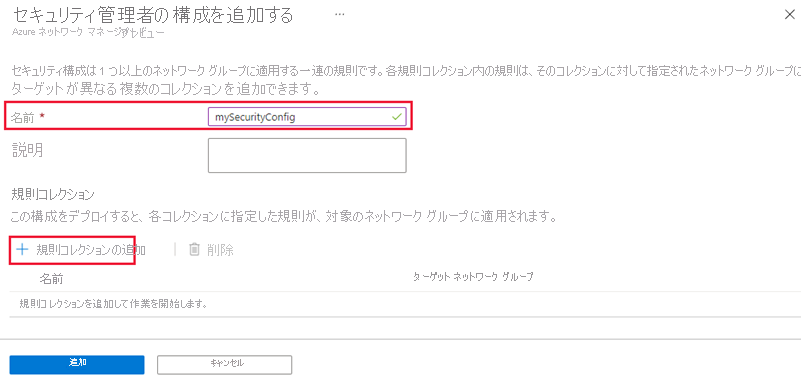 セキュリティ管理者の構成を追加する ...
Azure ネットワーク マネージャー
セキュリティ構成は 1 つ以上のネットワーク グループに適用する一連の規則です。各規則コレクション内の規則は、そのコレクションに対して指定されたネットワーク グループに
ターゲットが異なる複数のコレクションを追加できます。
名前 * mySecurityConfig
説明
規則コレクション
この構成をデプロイすると、各コレクションに指定した規則が、対象のネットワーク グループに適用されます。
+ 規則コレクションの追加 | 削除
名前 ターゲット ネットワーク グループ
規則コレクションを追加して作業を開始します。
追加 キャンセル